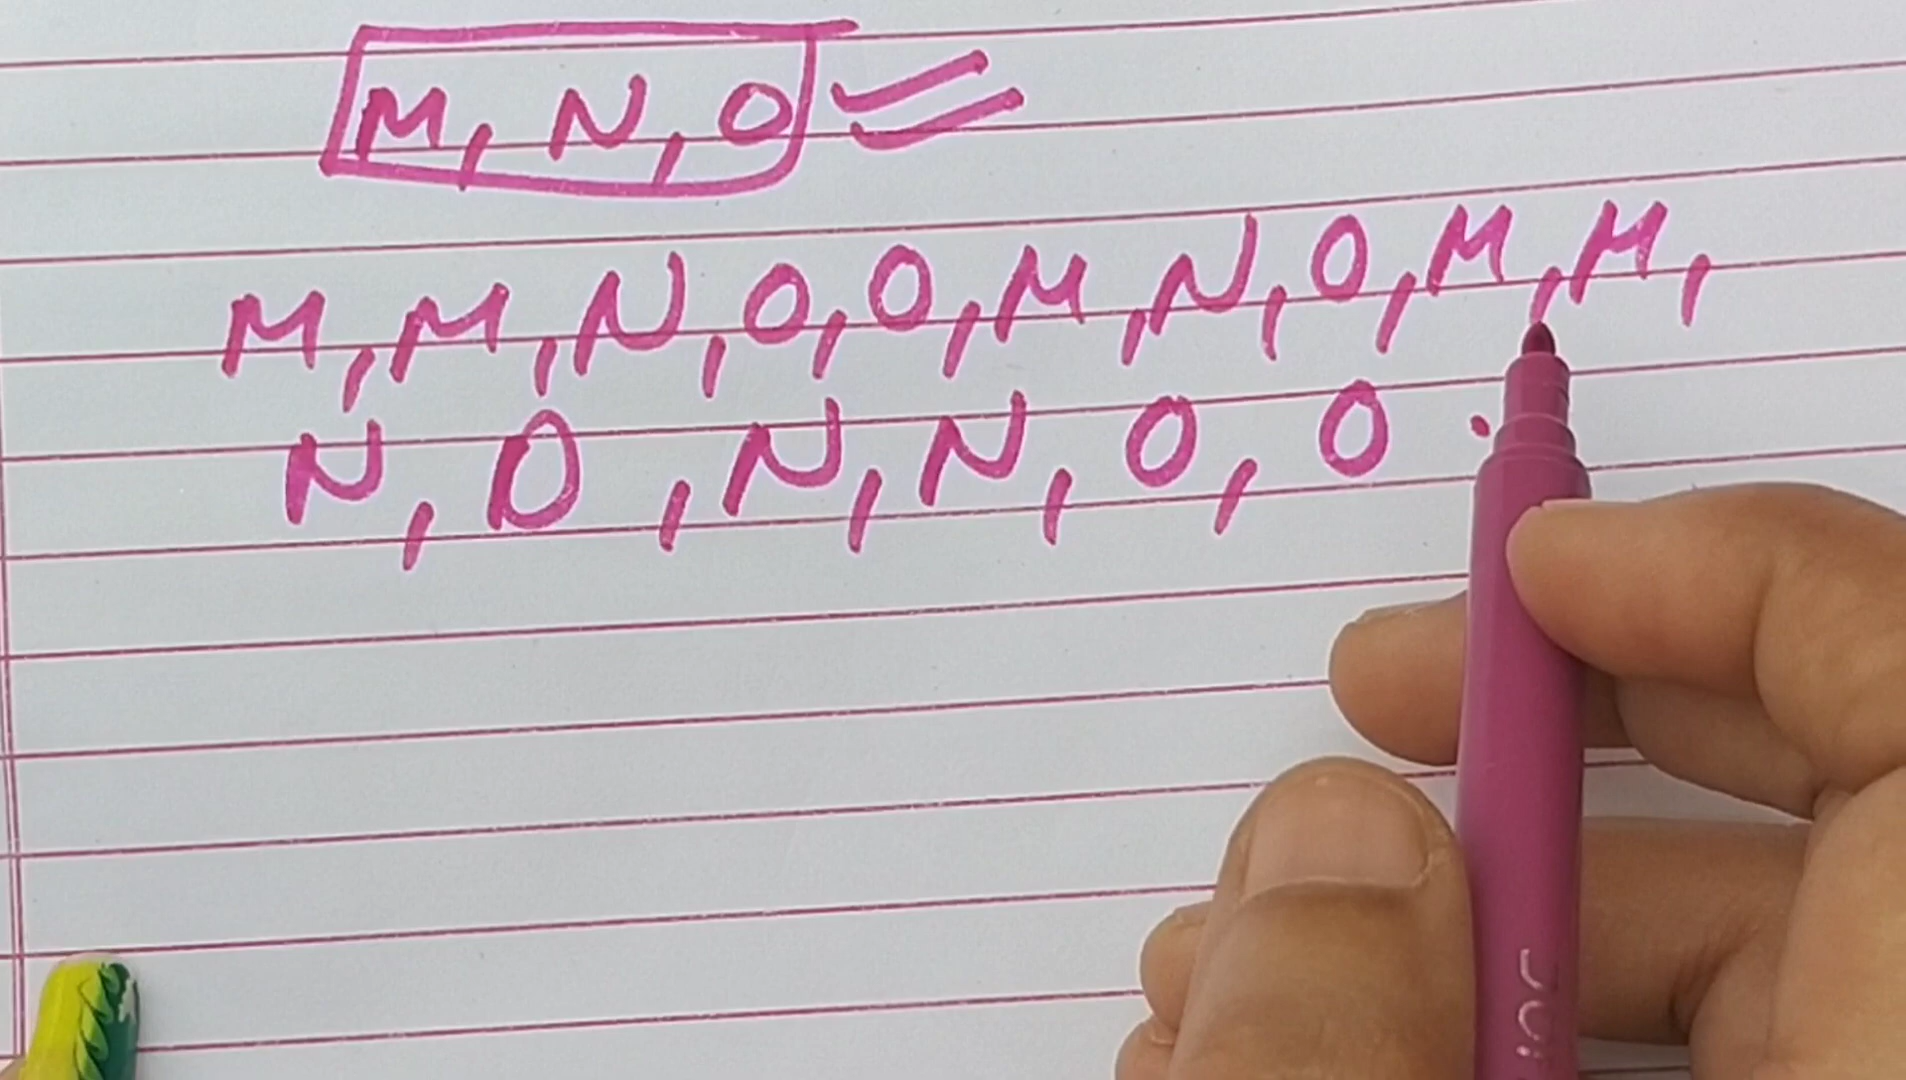 M, N, O
M, M, N, O, O, M, N, O, M, M,
N, O, N, N, O, O .